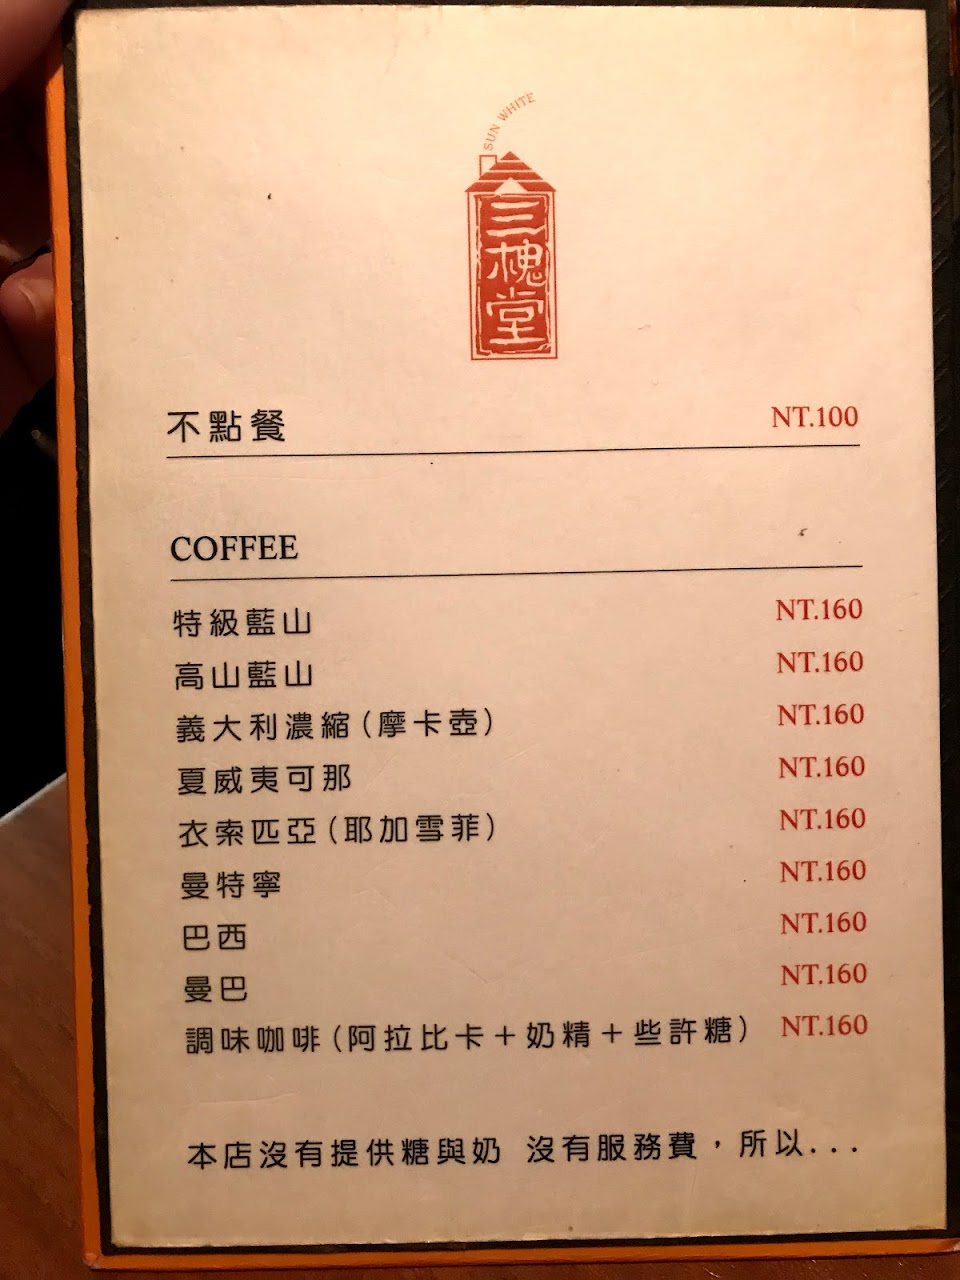 SUN WHITE
三槐堂
不點餐 NT.100
COFFEE
特級藍山 NT.160
高山藍山 NT.160
義大利濃縮(摩卡壺) NT.160
夏威夷可那 NT.160
衣索匹亞(耶加雪菲) NT.160
曼特寧 NT.160
巴西 NT.160
曼巴 NT.160
調味咖啡(阿拉比卡＋奶精＋些許糖) NT.160
本店沒有提供糖與奶 沒有服務費，所以...